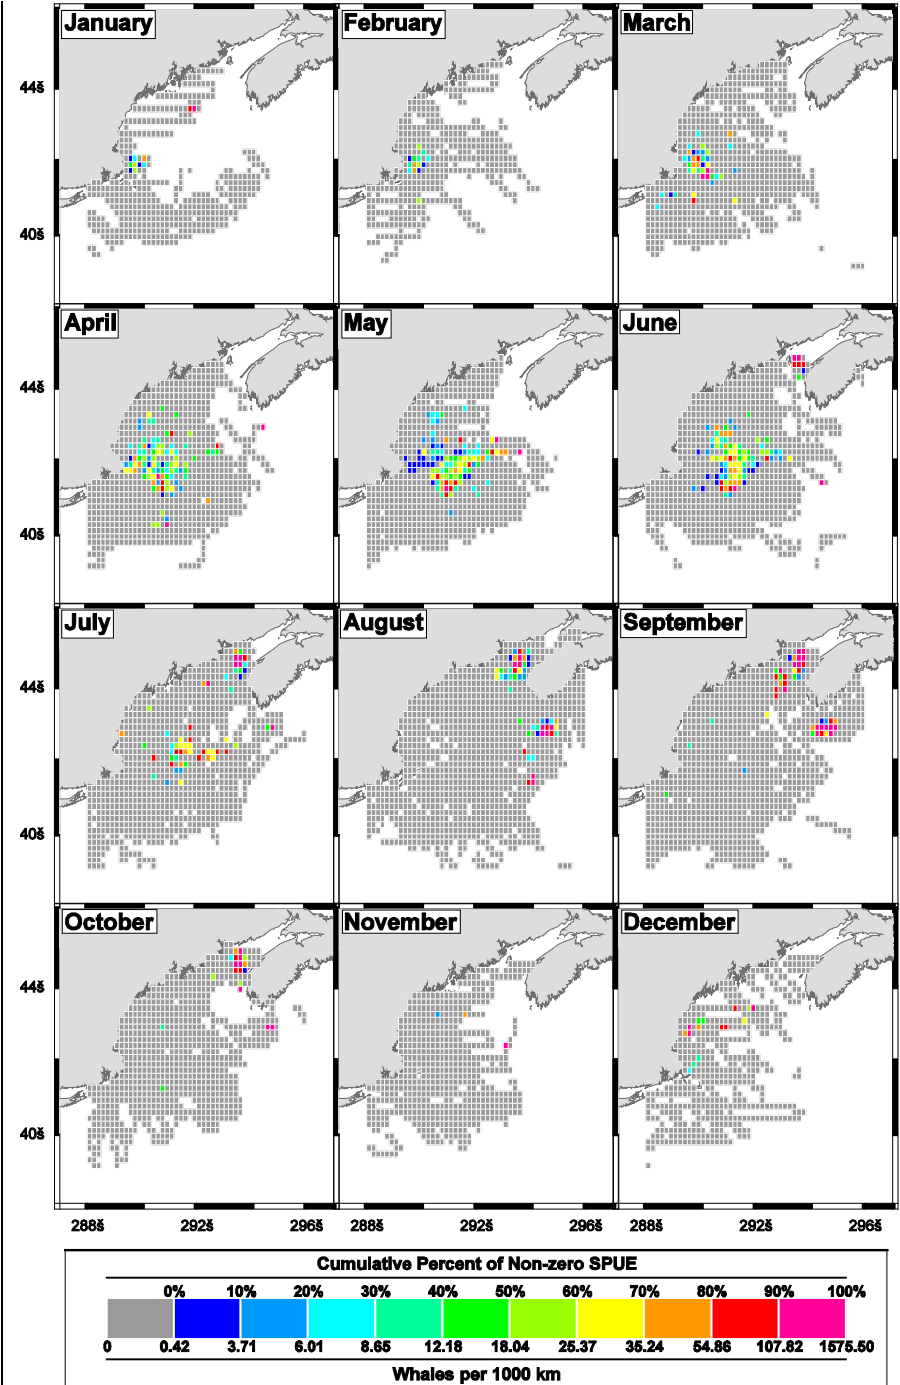 January February March
44š
40š
April May June
44š
40š
July August September
44š
40š
October November December
44š
40š
288š 292š 296š 288š 292š 296š 288š 292š 296š
Cumulative Percent of Non-zero SPUE
0% 10% 20% 30% 40% 50% 60% 70% 80% 90% 100%
0 0.42 3.71 6.01 8.65 12.18 18.04 25.37 35.24 54.86 107.82 1575.50
Whales per 1000 km